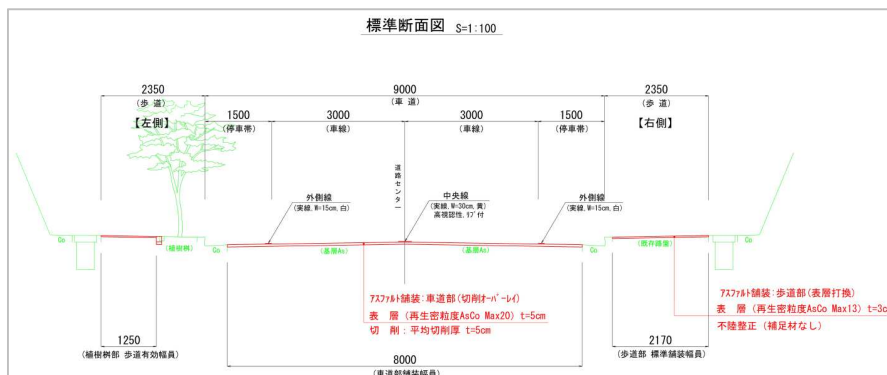 標準断面図 S=1:100
2350
(歩 道)
9000
(車 道)
2350
(歩 道)
【左側】
1500
(停車帯)
3000
(車線)
3000
(車線)
1500
(停車帯)
【右側】
道路センター
外側線
(実線,W=15cm,白)
中央線
(実線,W=30cm,黄)
高視認性,リブ付
外側線
(実線,W=15cm,白)
Co
(植樹桝)
Co
(基層As)
(基層As)
Co
(既存路盤)
Co
アスファルト舗装:車道部(切削オーバーレイ)
表 層 (再生密粒度AsCo Max20) t=5cm
切 削 : 平均切削厚 t=5cm
アスファルト舗装:歩道部(表層打換)
表 層 (再生密粒度AsCo Max13) t=3c
不陸整正 (補足材なし)
1250
(植樹桝部 歩道有効幅員)
2170
(歩道部 標準舗装幅員)
8000
(車道部舗装幅員)